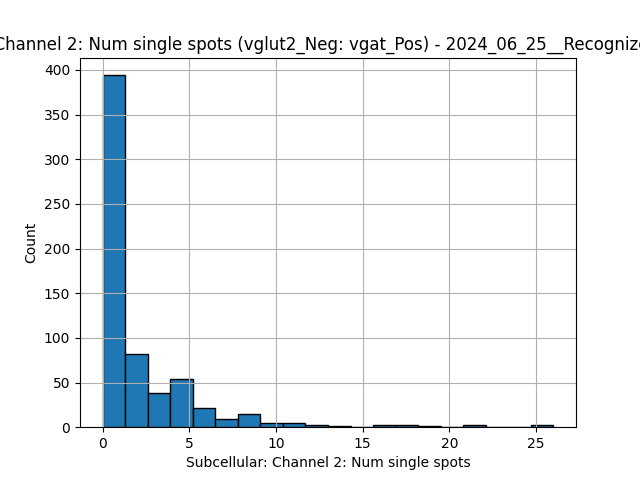 Channel 2: Num single spots (vglut2_Neg: vgat_Pos) - 2024_06_25__Recognize
400
350
300
250
200
150
100
50
0
Count
0 5 10 15 20 25
Subcellular: Channel 2: Num single spots